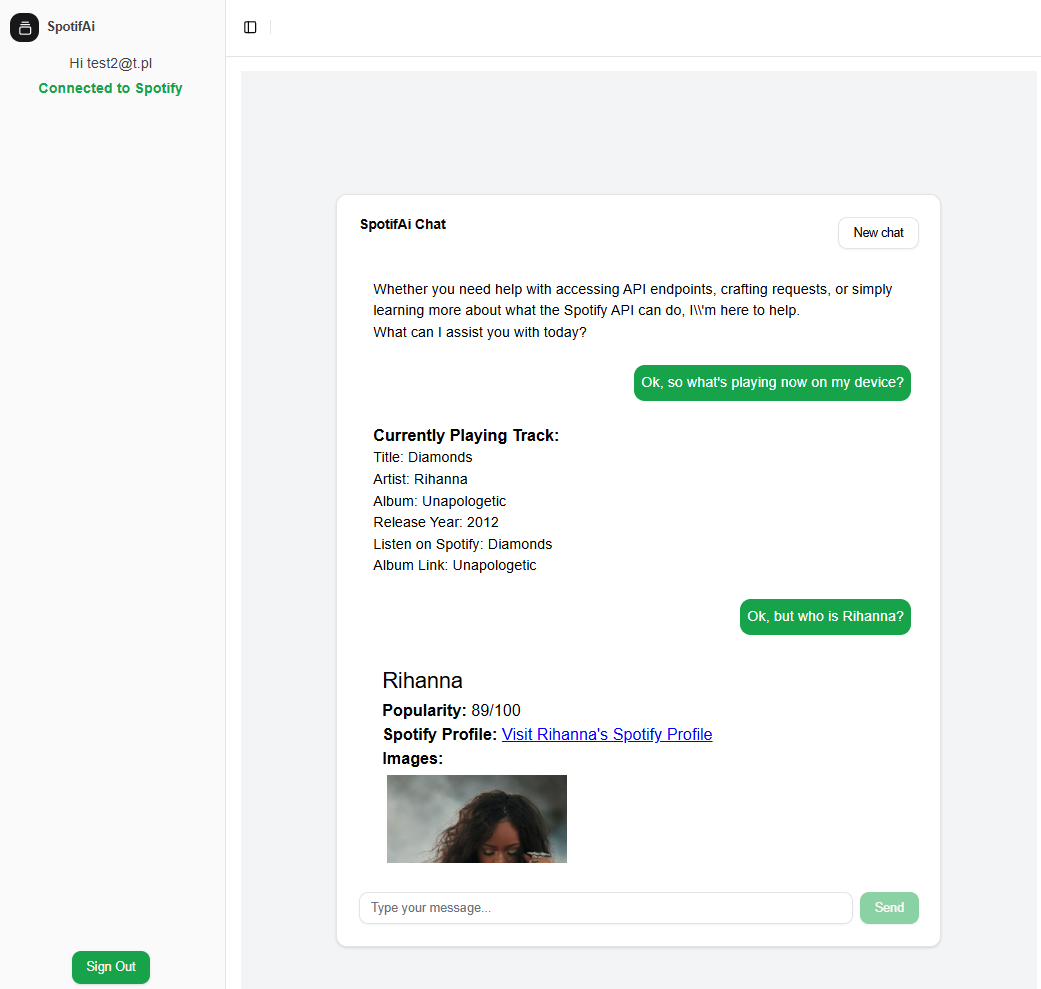 SpotifAi
Hi test2@t.pl
Connected to Spotify
SpotifAi Chat
New chat
Whether you need help with accessing API endpoints, crafting requests, or simply
learning more about what the Spotify API can do, I\\'m here to help.
What can I assist you with today?
Ok, so what's playing now on my device?
Currently Playing Track:
Title: Diamonds
Artist: Rihanna
Album: Unapologetic
Release Year: 2012
Listen on Spotify: Diamonds
Album Link: Unapologetic
Ok, but who is Rihanna?
Rihanna
Popularity: 89/100
Spotify Profile: Visit Rihanna's Spotify Profile
Images:
Type your message...
Send
Sign Out